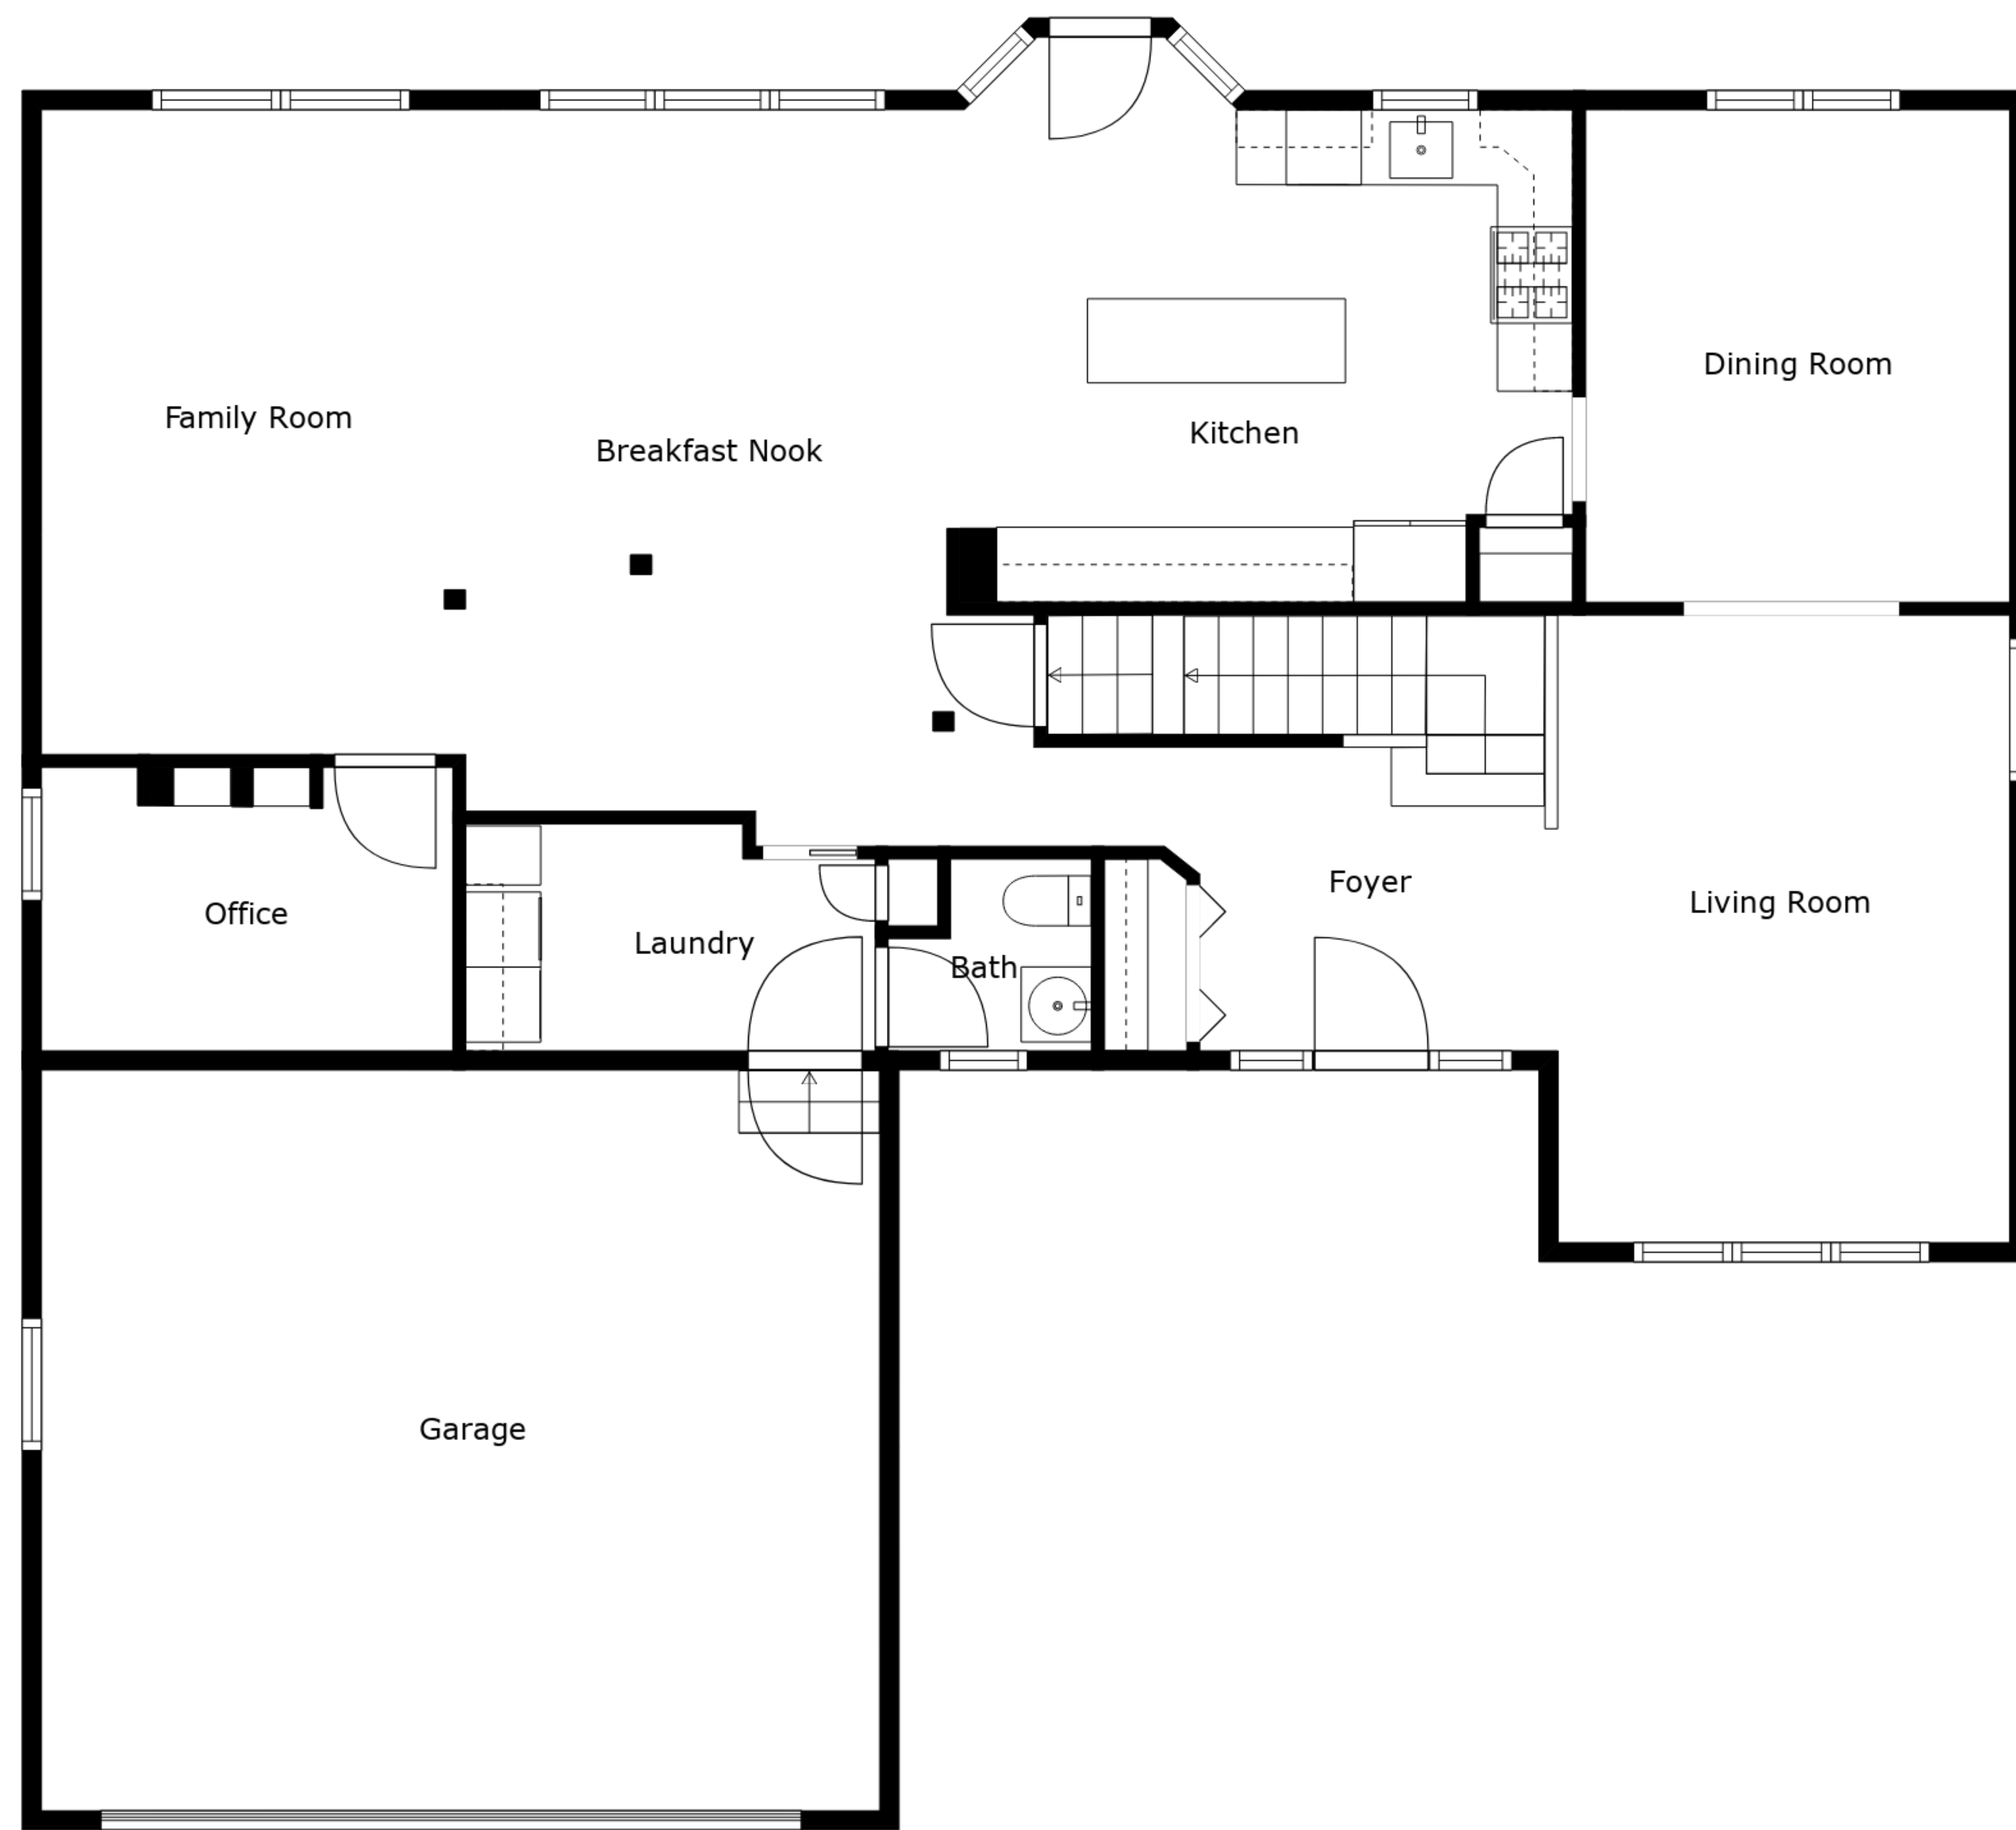 Dining Room
Family Room
Breakfast Nook
Kitchen
Foyer
Living Room
Office
Laundry
Bath
Garage